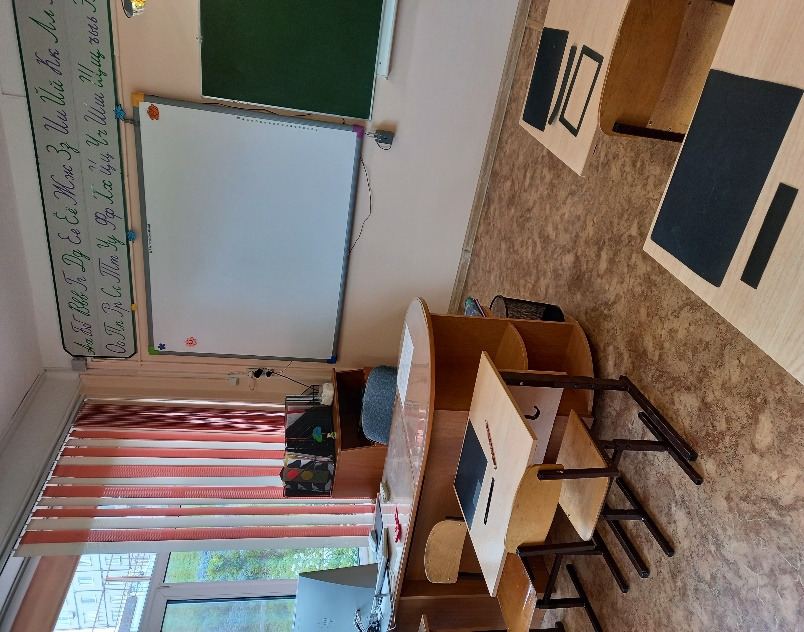 Аа Бб Вв Гг Дд Ее Ёё Жж Зз Ии Йй Кк Лл
Оо Пп Рр Сс Тт Уу Фф Хх Цц Чч Шш Щщ ъыь